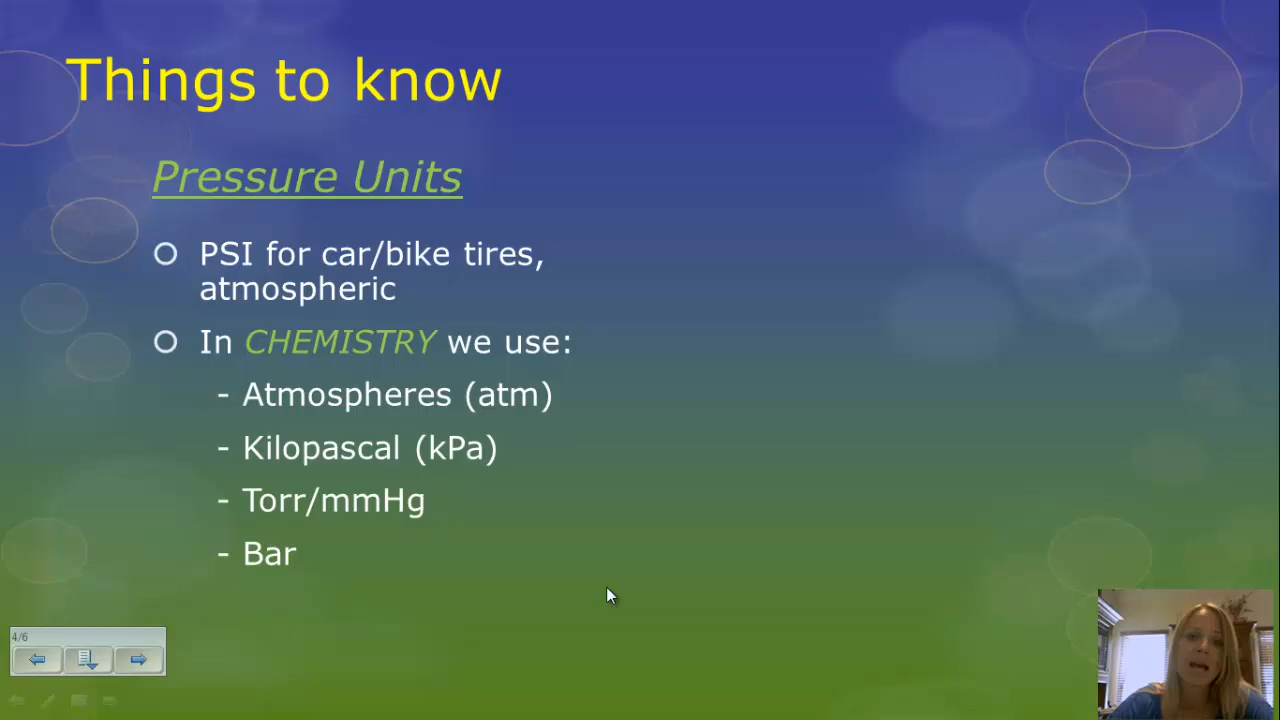 Things to know
Pressure Units
PSI for car/bike tires,
atmospheric
In CHEMISTRY we use:
- Atmospheres (atm)
- Kilopascal (kPa)
- Torr/mmHg
- Bar
4/6